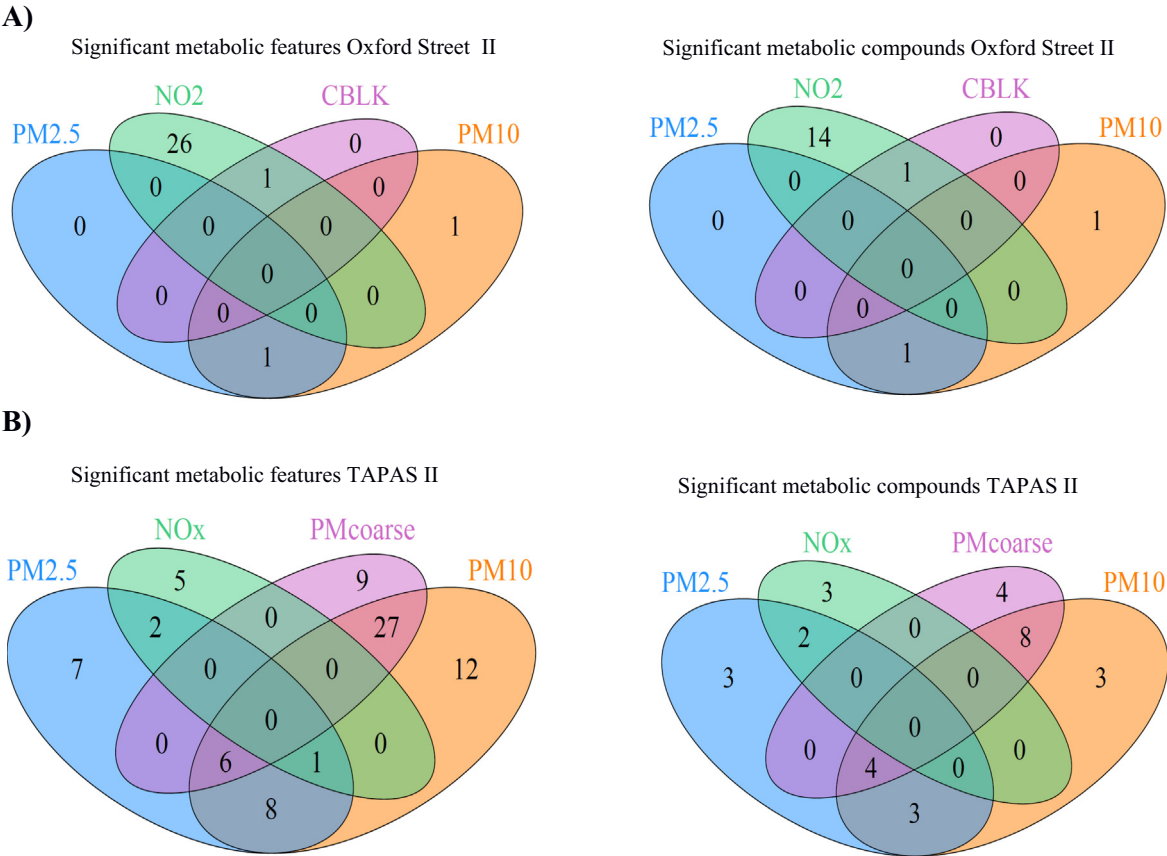 A)
Significant metabolic features Oxford Street II
Significant metabolic compounds Oxford Street II
NO2 CBLK
PM2.5 PM10
26 0
0 1 0
0 0 0 1
0
0 0 0 0
1
NO2 CBLK
PM2.5 PM10
14 0
0 1 0
0 0 0 1
0
0 0 0 0
1
B)
Significant metabolic features TAPAS II
Significant metabolic compounds TAPAS II
NOx PMcoarse
PM2.5 PM10
5 9
2 0 27
7 0 0 12
0
0 6 1 0
8
NOx PMcoarse
PM2.5 PM10
3 4
2 0 8
3 0 0 3
0
0 4 0 0
3